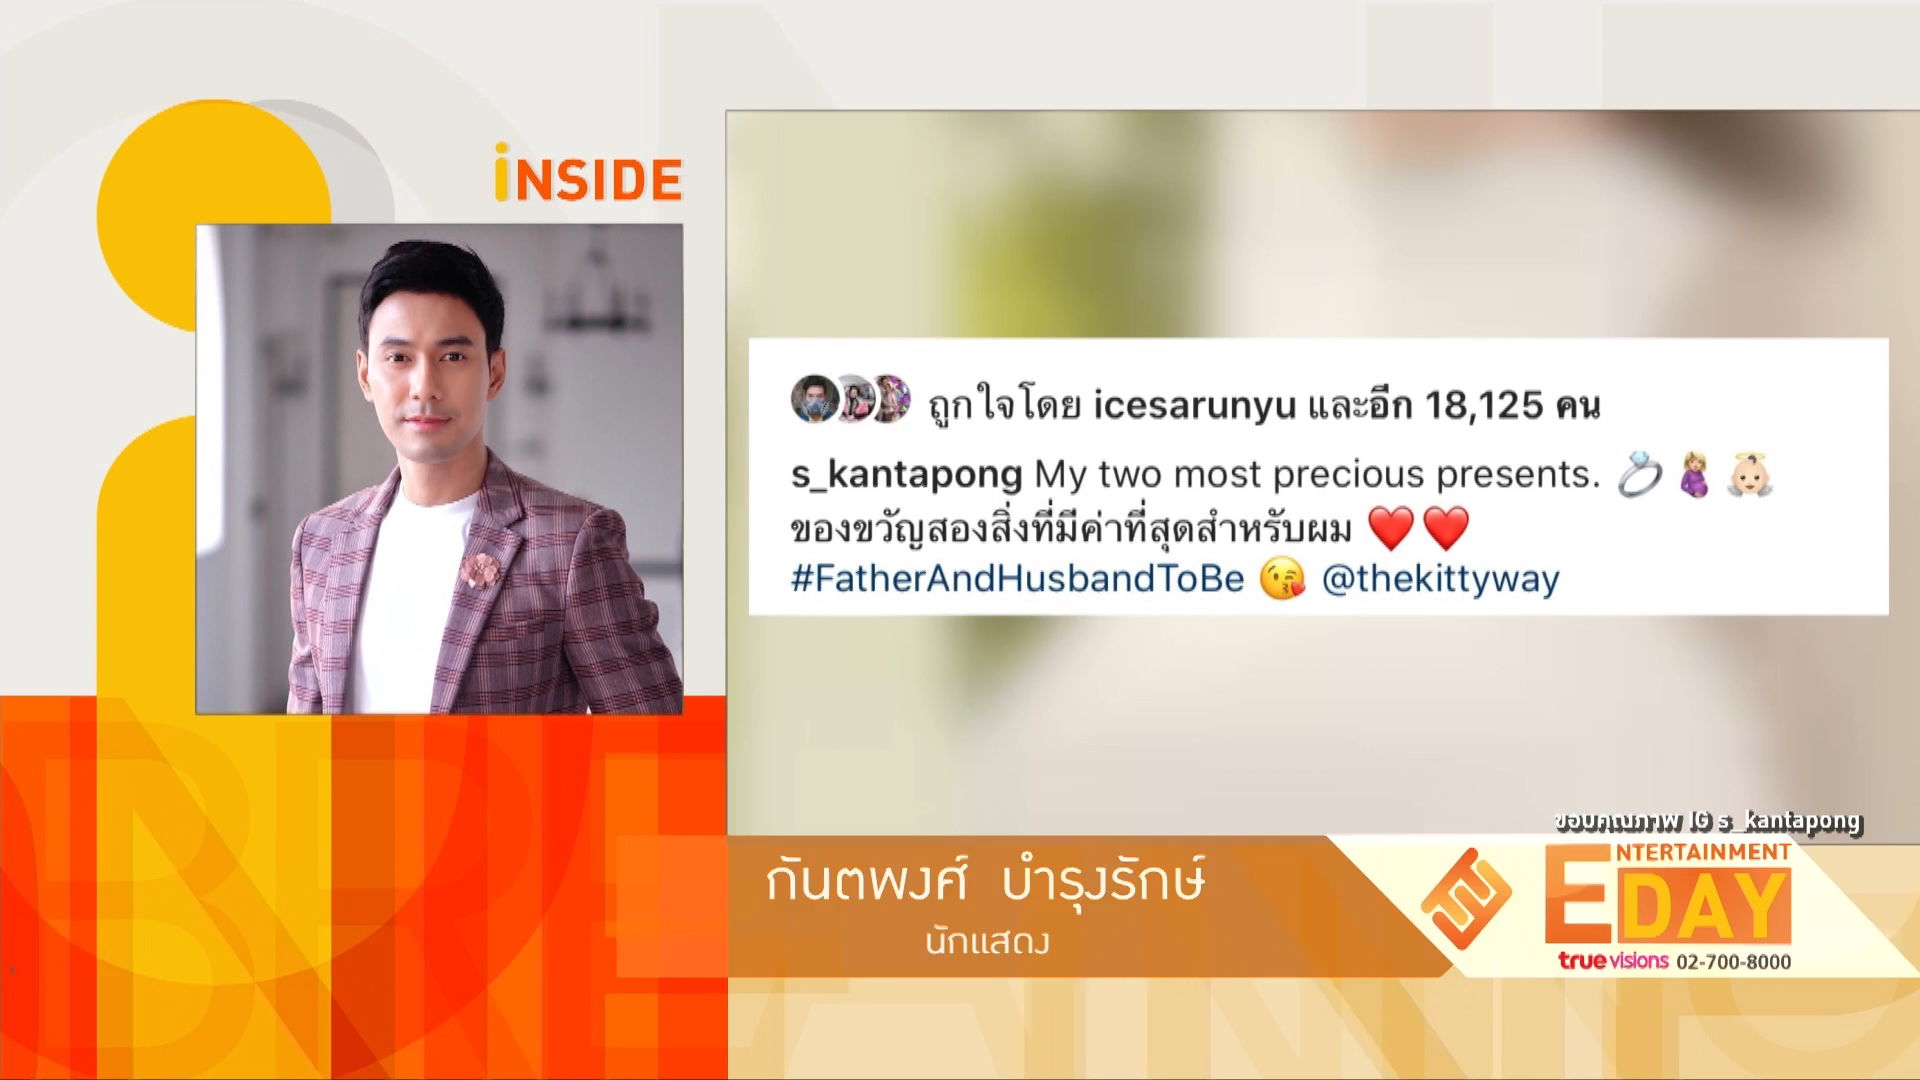 iNSIDE
ถูกใจโดย icesarunyu และอีก 18,125 คน
s_kantapong My two most precious presents. 💍🤰🏼👼🏻
ของขวัญสองสิ่งที่มีค่าที่สุดสำหรับผม ❤️❤️
#FatherAndHusbandToBe 😘 @thekittyway
ขอบคุณภาพ IG s_kantapong
กันตพงศ์ บำรุงรักษ์
นักแสดง
ENTERTAINMENT
DAY
truevisions 02-700-8000